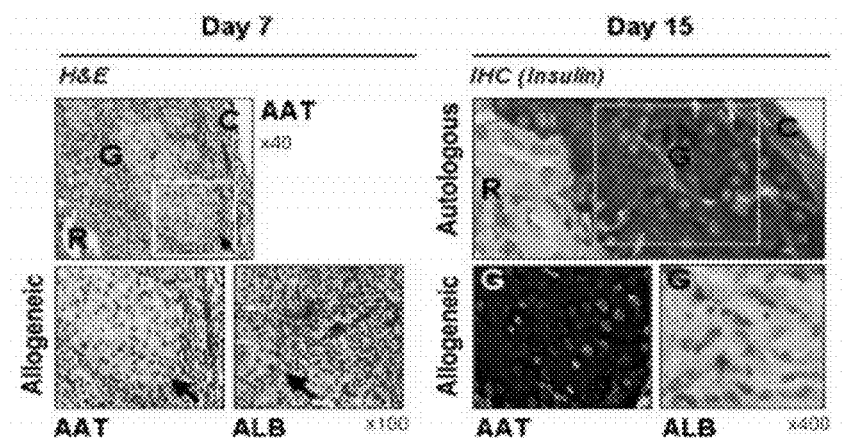 Day 7
H&E
C
AAT
x40
G
R
Allogeneic
AAT
ALB
x100
Day 15
IHC (Insulin)
Autologous
C
G
R
Allogeneic
G
G
AAT
ALB
x400